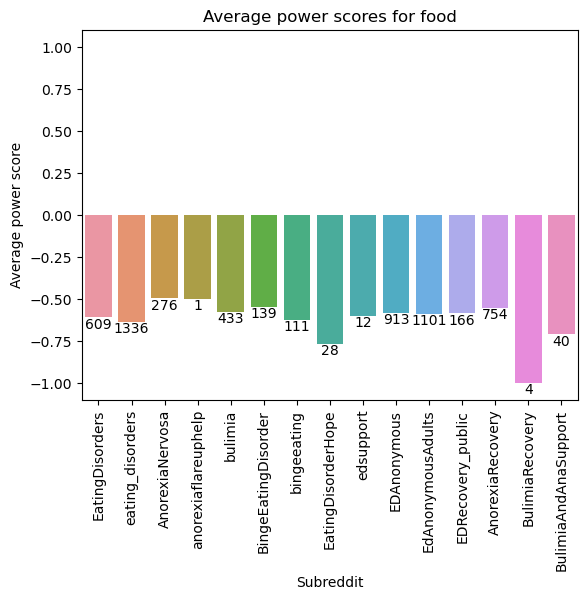 Average power scores for food
Average power score
1.00
0.75
0.50
0.25
0.00
−0.25
−0.50
−0.75
−1.00
609
1336
276
1
433
139
111
28
12
913
1101
166
754
4
40
EatingDisorders
eating_disorders
AnorexiaNervosa
anorexiaflareuphelp
bulimia
BingeEatingDisorder
bingeeating
EatingDisorderHope
edsupport
EDAnonymous
EdAnonymousAdults
EDRecovery_public
AnorexiaRecovery
BulimiaRecovery
BulimiaAndAnaSupport
Subreddit